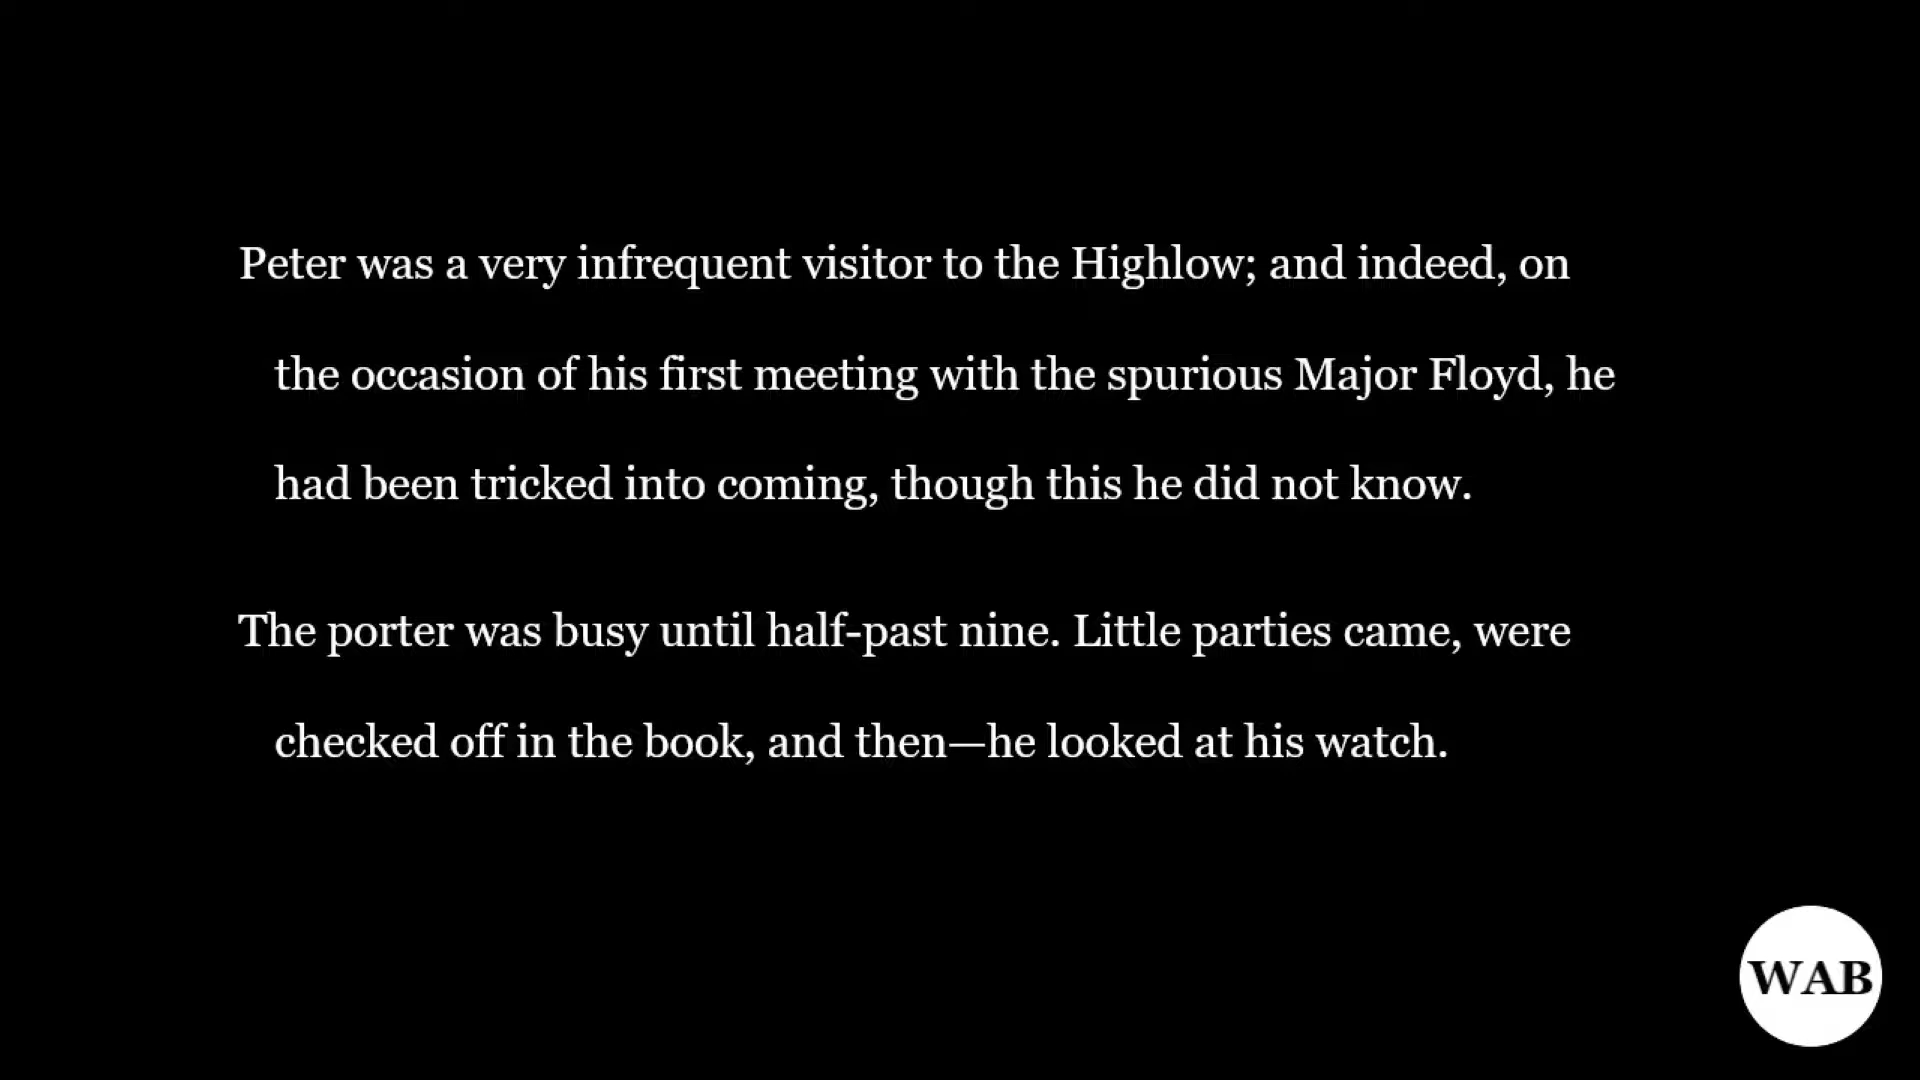 Peter was a very infrequent visitor to the Highlow; and indeed, on
the occasion of his first meeting with the spurious Major Floyd, he
had been tricked into coming, though this he did not know.
The porter was busy until half-past nine. Little parties came, were
checked off in the book, and then—he looked at his watch.
WAB